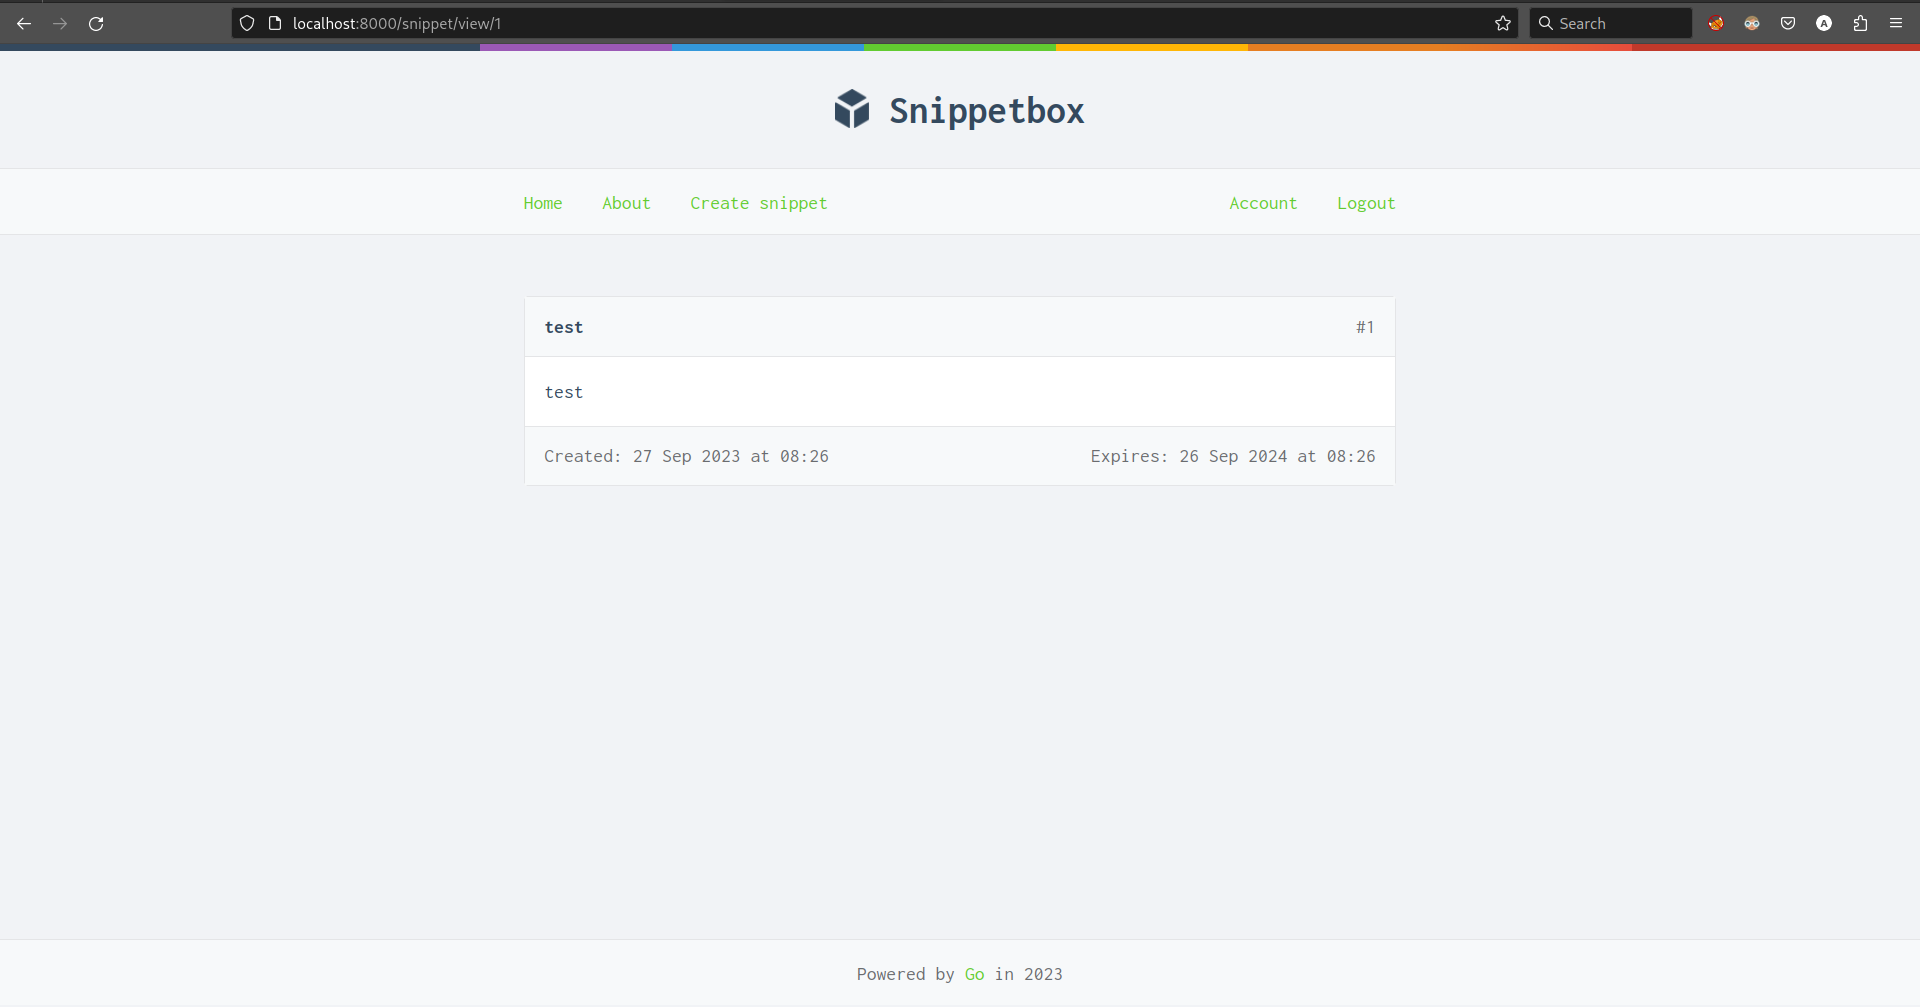 localhost:8000/snippet/view/1
Search
A
Snippetbox
Home About Create snippet Account Logout
test #1
test
Created: 27 Sep 2023 at 08:26 Expires: 26 Sep 2024 at 08:26
Powered by Go in 2023